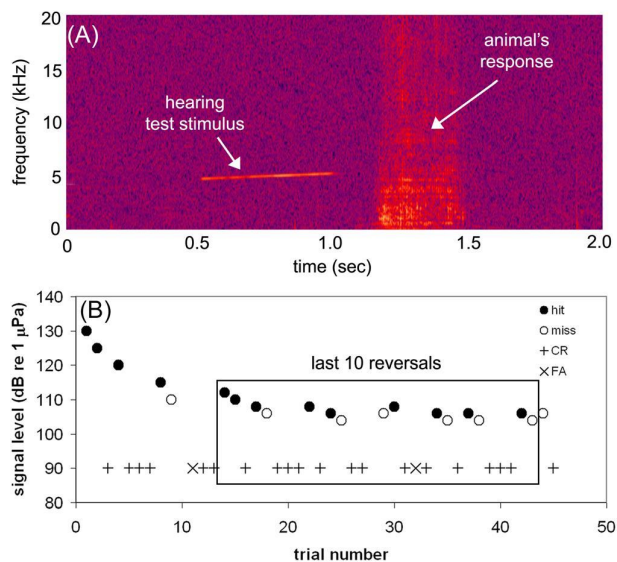 (A)
20
15
10
5
0
frequency (kHz)
hearing
test stimulus
animal's
response
0
0.5
1.0
1.5
2.0
time (sec)
(B)
140
130
120
110
100
90
80
signal level (dB re 1 μPa)
hit
miss
CR
FA
last 10 reversals
0
10
20
30
40
50
trial number